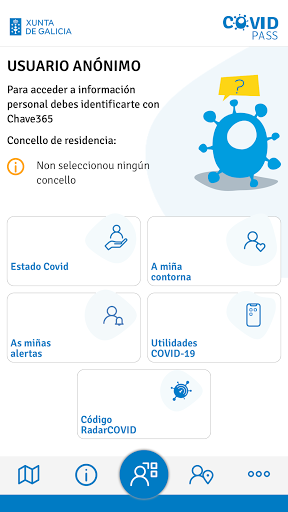 XUNTA
DE GALICIA
COVID
PASS
USUARIO ANÓNIMO
?
Para acceder a información
personal debes identificarte con
Chave365
Concello de residencia:
Non seleccionou ningún
concello
Estado Covid
A miña
contorna
As miñas
alertas
Utilidades
COVID-19
Código
RadarCOVID